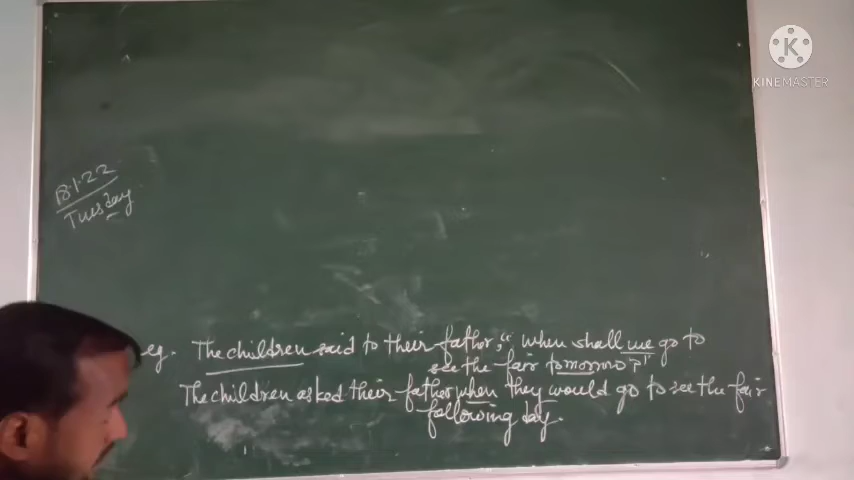 KINEMASTER
18.1.22
Tuesday
eg. The children said to their father, "when shall we go to
see the fair tomorrow?"
The children asked their father when they would go to see the fair
following day.